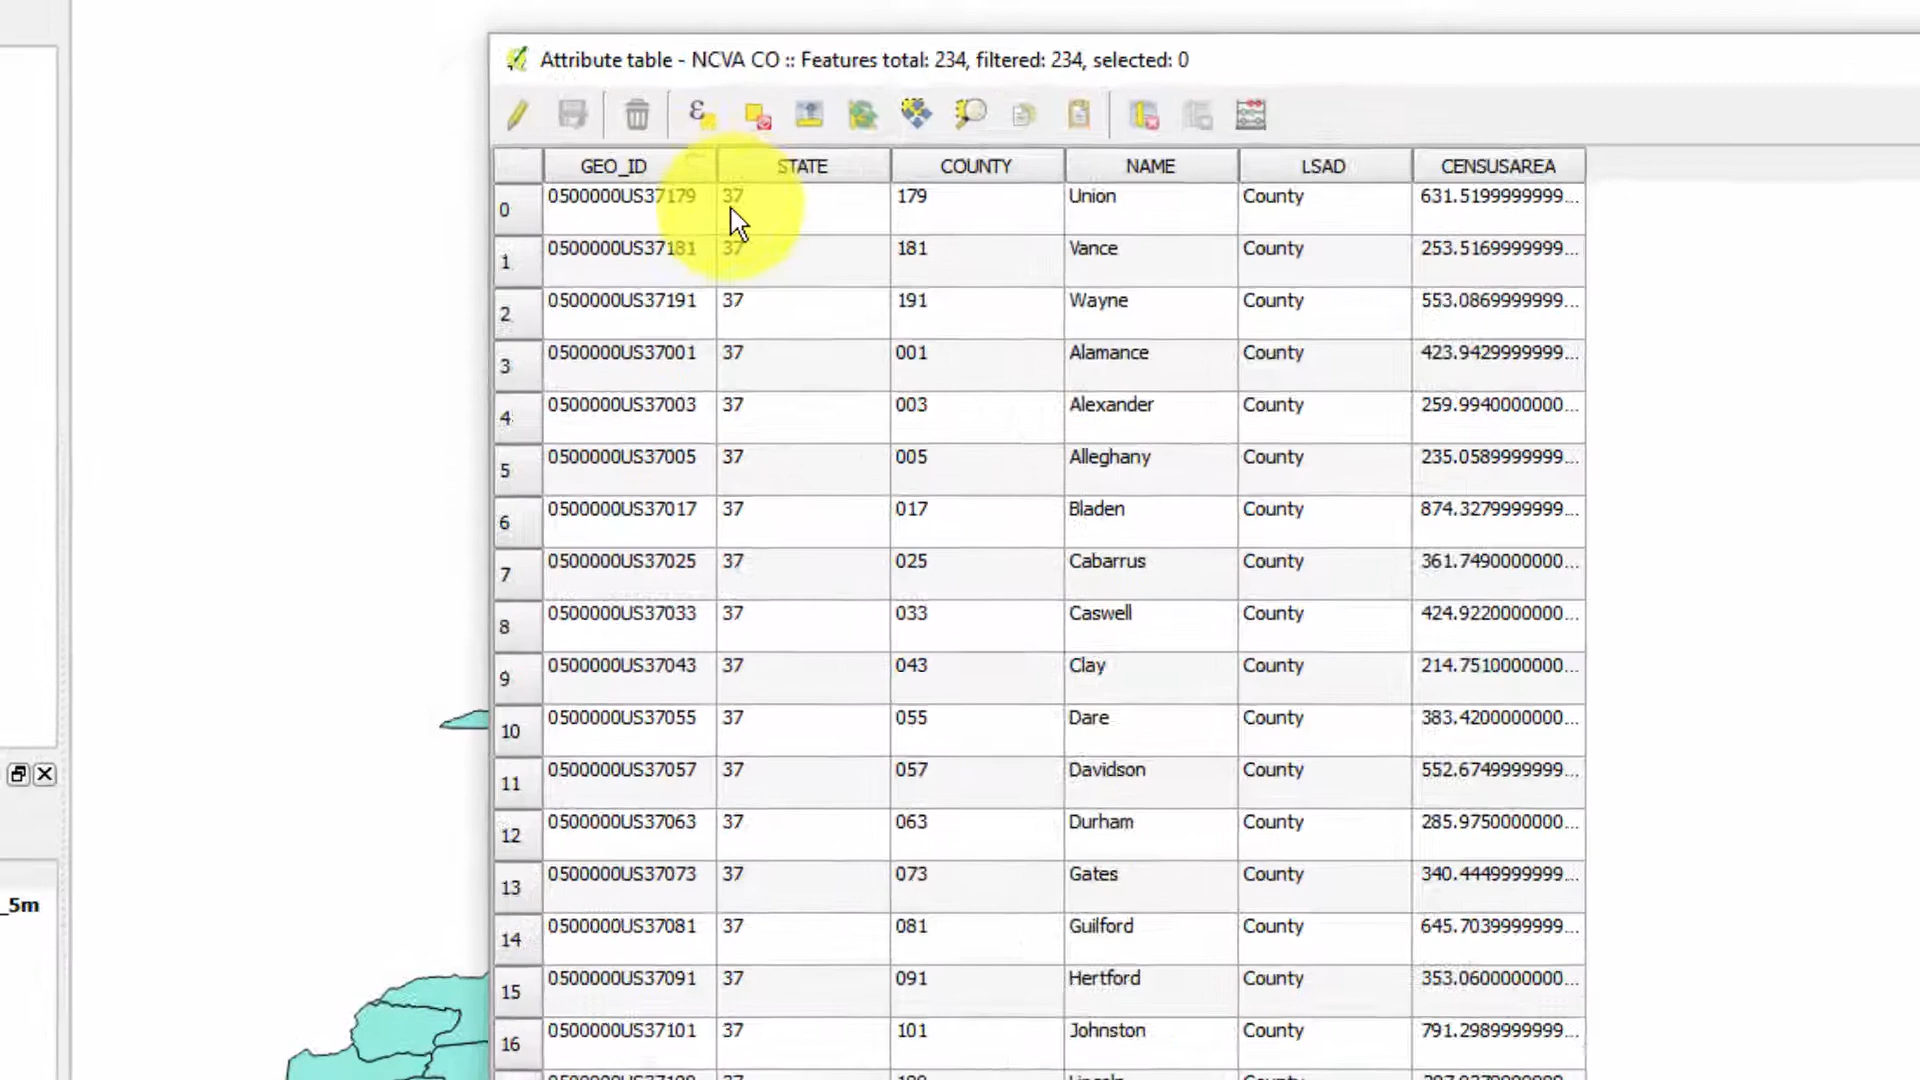 Attribute table - NCVA CO :: Features total: 234, filtered: 234, selected: 0
ε
GEO_ID STATE COUNTY NAME LSAD CENSUSAREA
0 0500000US37179 37 179 Union County 631.5199999999...
1 0500000US37181 37 181 Vance County 253.5169999999...
2 0500000US37191 37 191 Wayne County 553.0869999999...
3 0500000US37001 37 001 Alamance County 423.9429999999...
4 0500000US37003 37 003 Alexander County 259.9940000000...
5 0500000US37005 37 005 Alleghany County 235.0589999999...
6 0500000US37017 37 017 Bladen County 874.3279999999...
7 0500000US37025 37 025 Cabarrus County 361.7490000000...
8 0500000US37033 37 033 Caswell County 424.9220000000...
9 0500000US37043 37 043 Clay County 214.7510000000...
10 0500000US37055 37 055 Dare County 383.4200000000...
11 0500000US37057 37 057 Davidson County 552.6749999999...
12 0500000US37063 37 063 Durham County 285.9750000000...
13 0500000US37073 37 073 Gates County 340.4449999999...
_5m
14 0500000US37081 37 081 Guilford County 645.7039999999...
15 0500000US37091 37 091 Hertford County 353.0600000000...
16 0500000US37101 37 101 Johnston County 791.2989999999...